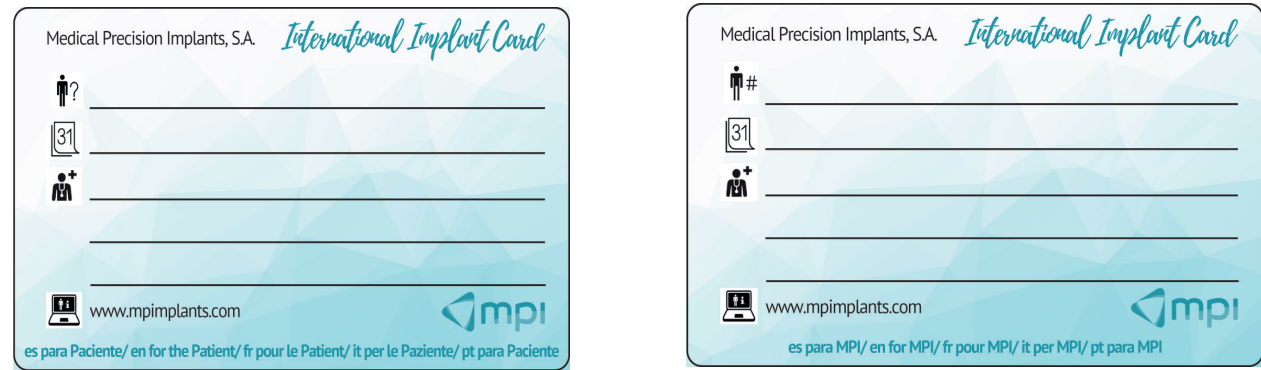 Medical Precision Implants, S.A. International Implant Card
?
31
www.mpimplants.com
mpi
es para Paciente/ en for the Patient/ fr pour le Patient/ it per le Paziente/ pt para Paciente
Medical Precision Implants, S.A. International Implant Card
#
31
www.mpimplants.com
mpi
es para MPI/ en for MPI/ fr pour MPI/ it per MPI/ pt para MPI